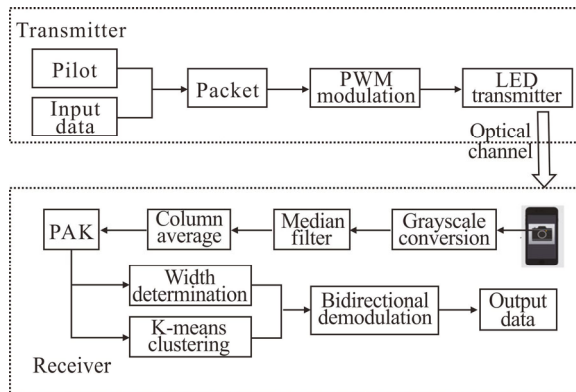 Transmitter
Pilot
Input
data
Packet
PWM
modulation
LED
transmitter
Optical
channel
PAK
Column
average
Median
filter
Grayscale
conversion
Width
determination
K-means
clustering
Bidirectional
demodulation
Output
data
Receiver